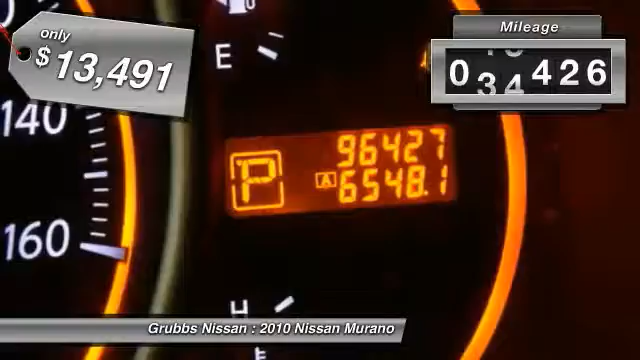 only
$13,491
Mileage
034426
E
140
160
P
96427
A 6548.1
H
Grubbs Nissan : 2010 Nissan Murano